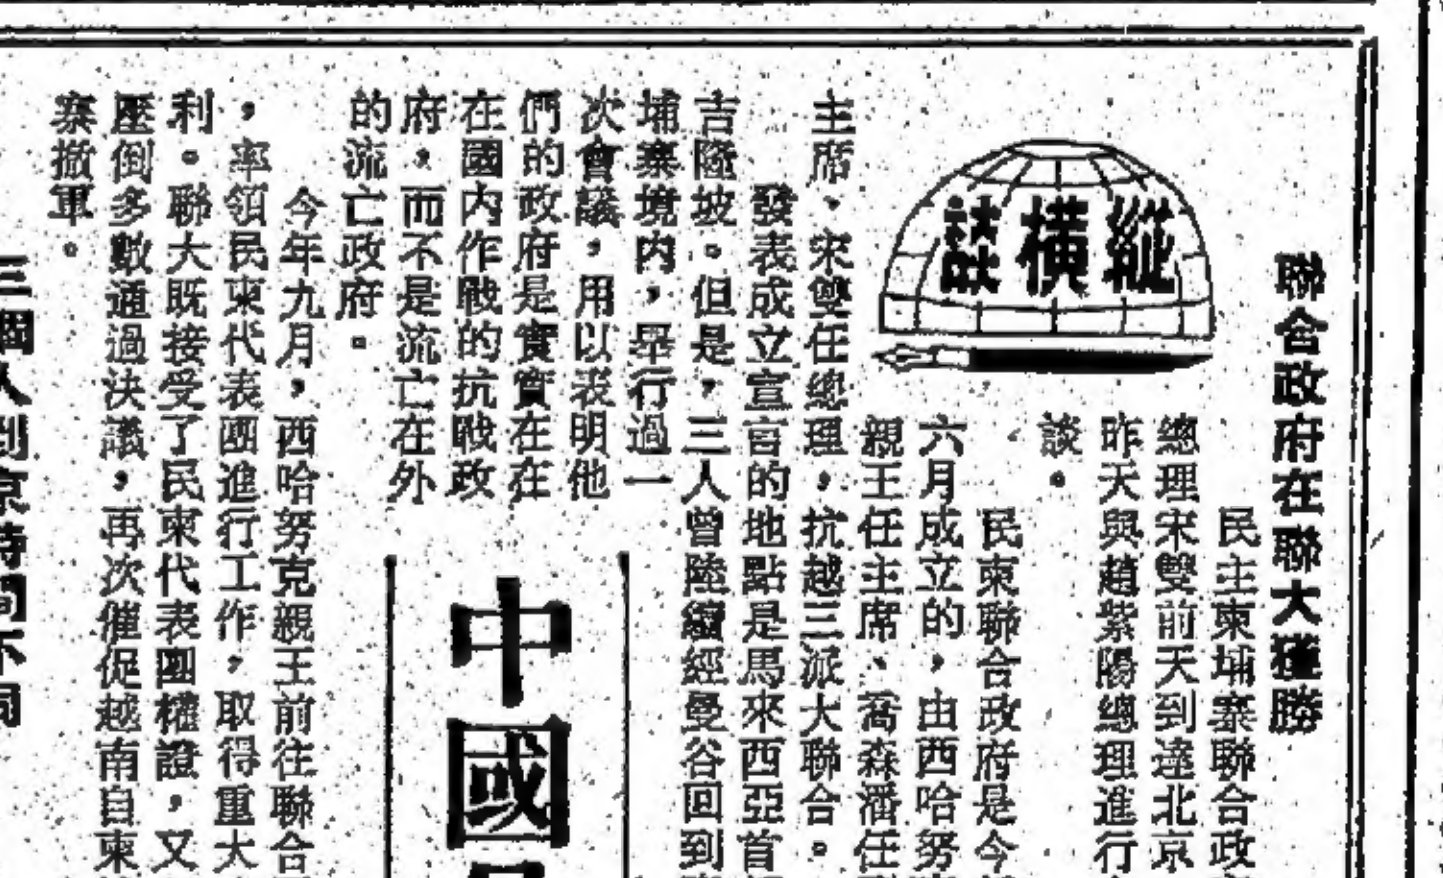 縱橫談
聯合政府在聯大獲勝
民主柬埔寨聯合政
總理宋雙前天到達北京
昨天與趙紫陽總理進行
談。
民柬聯合政府是今
六月成立的，由西哈努
親王任主席、喬森潘任
主席、宋雙任總理，抗越三派大聯合。
發表成立宣言的地點是馬來西亞首
吉隆坡。但是，三人曾陸續經曼谷回到
埔寨境內，舉行過一
次會議，用以表明他
們的政府是實實在在
在國內作戰的抗戰政
府，而不是流亡在外
的流亡政府。
今年九月，西哈努克親王前往聯合
，率領民柬代表團進行工作，取得重大
利。聯大既接受了民柬代表團權證，又
壓倒多數通過決議，再次催促越南自柬
寨撤軍。
三個人到京時間不同
中國